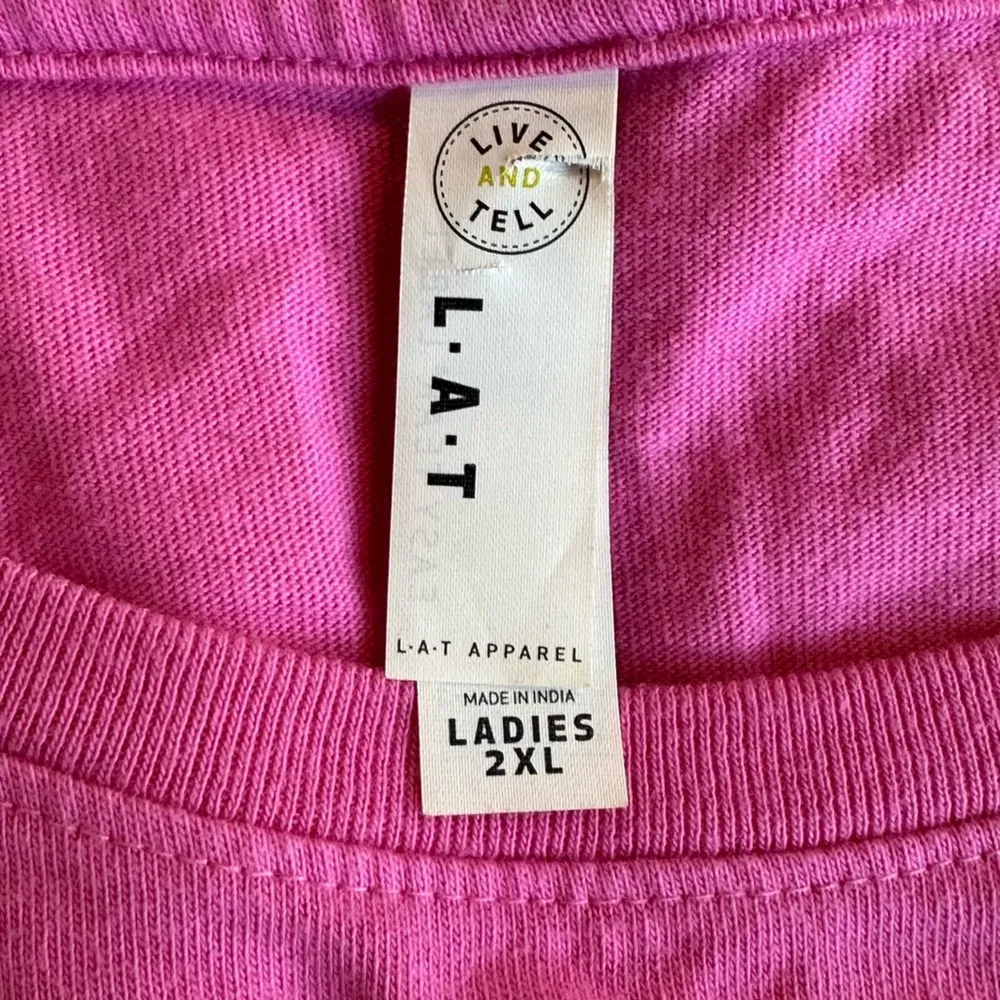 LIVE
AND
TELL
L·A·T
L·A·T APPAREL
MADE IN INDIA
LADIES
2XL